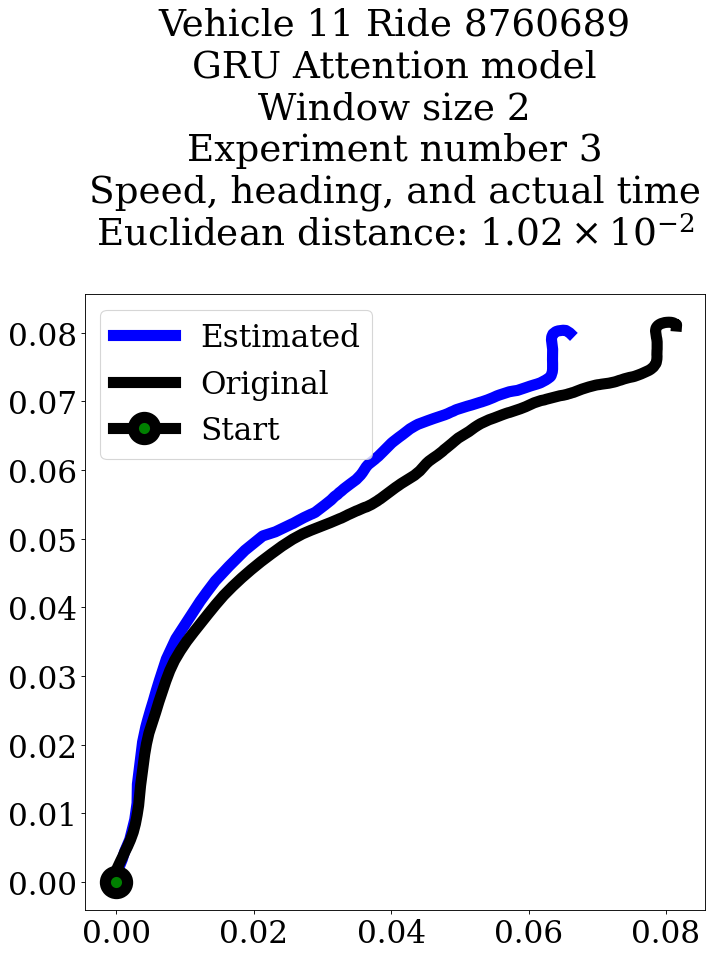 Vehicle 11 Ride 8760689
GRU Attention model
Window size 2
Experiment number 3
Speed, heading, and actual time
Euclidean distance: 1.02 × 10⁻²
Estimated
Original
Start
0.08
0.07
0.06
0.05
0.04
0.03
0.02
0.01
0.00
0.00 0.02 0.04 0.06 0.08